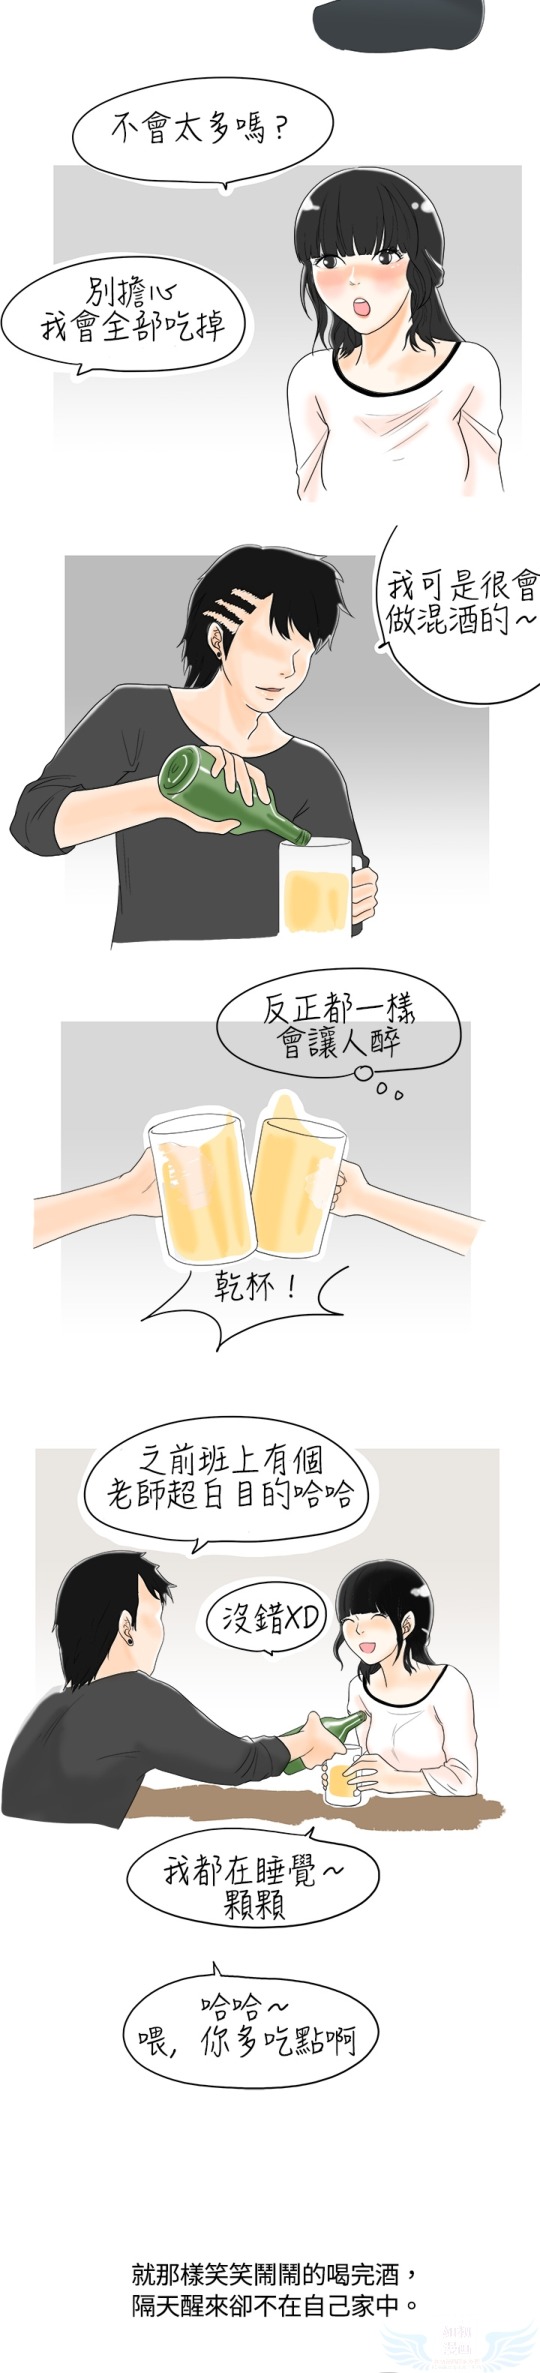 不會太多嗎？
別擔心
我會全部吃掉
我可是很會
做混酒的～
反正都一樣
會讓人醉
乾杯！
之前班上有個
老師超白目的哈哈
沒錯XD
我都在睡覺～
顆顆
哈哈～
喂，你多吃點啊
就那樣笑笑鬧鬧的喝完酒，
隔天醒來卻不在自己家中。